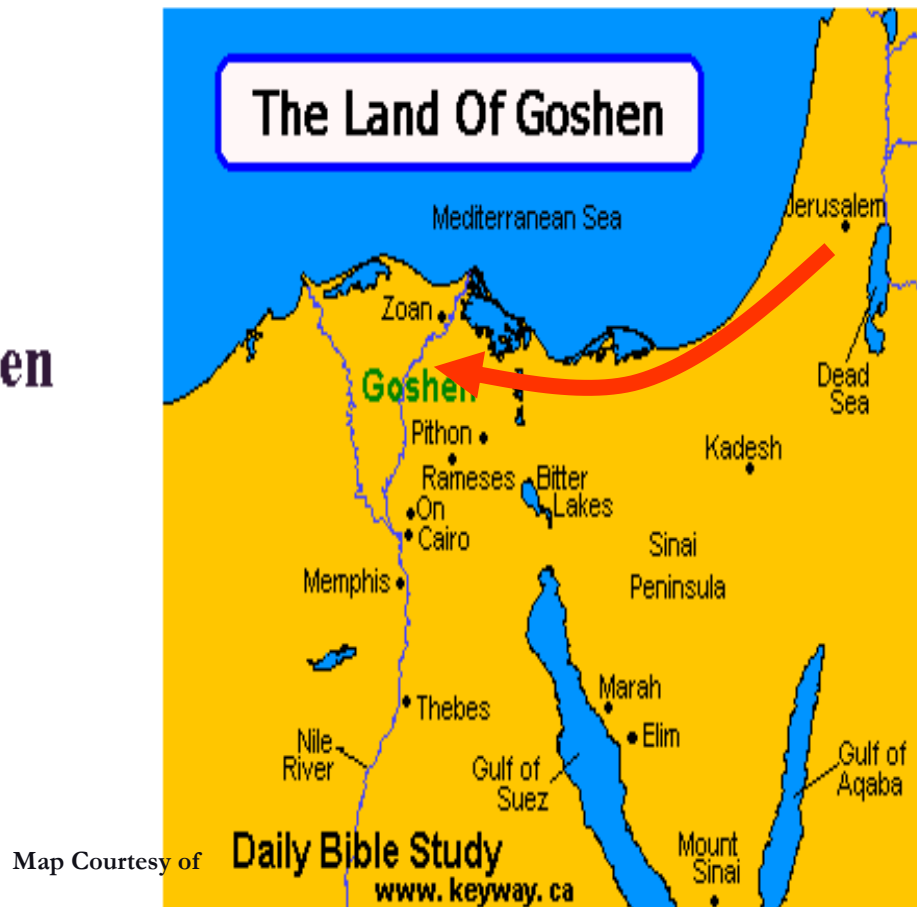 The Land Of Goshen
Mediterranean Sea
Jerusalem
Zoan
en
Goshen
Dead
Sea
Pithon
Kadesh
Rameses
Bitter
Lakes
On
Cairo
Sinai
Peninsula
Memphis
Marah
Thebes
Elim
Nile
River
Gulf of
Suez
Gulf of
Aqaba
Mount
Sinai
Map Courtesy of
Daily Bible Study
www.keyway.ca